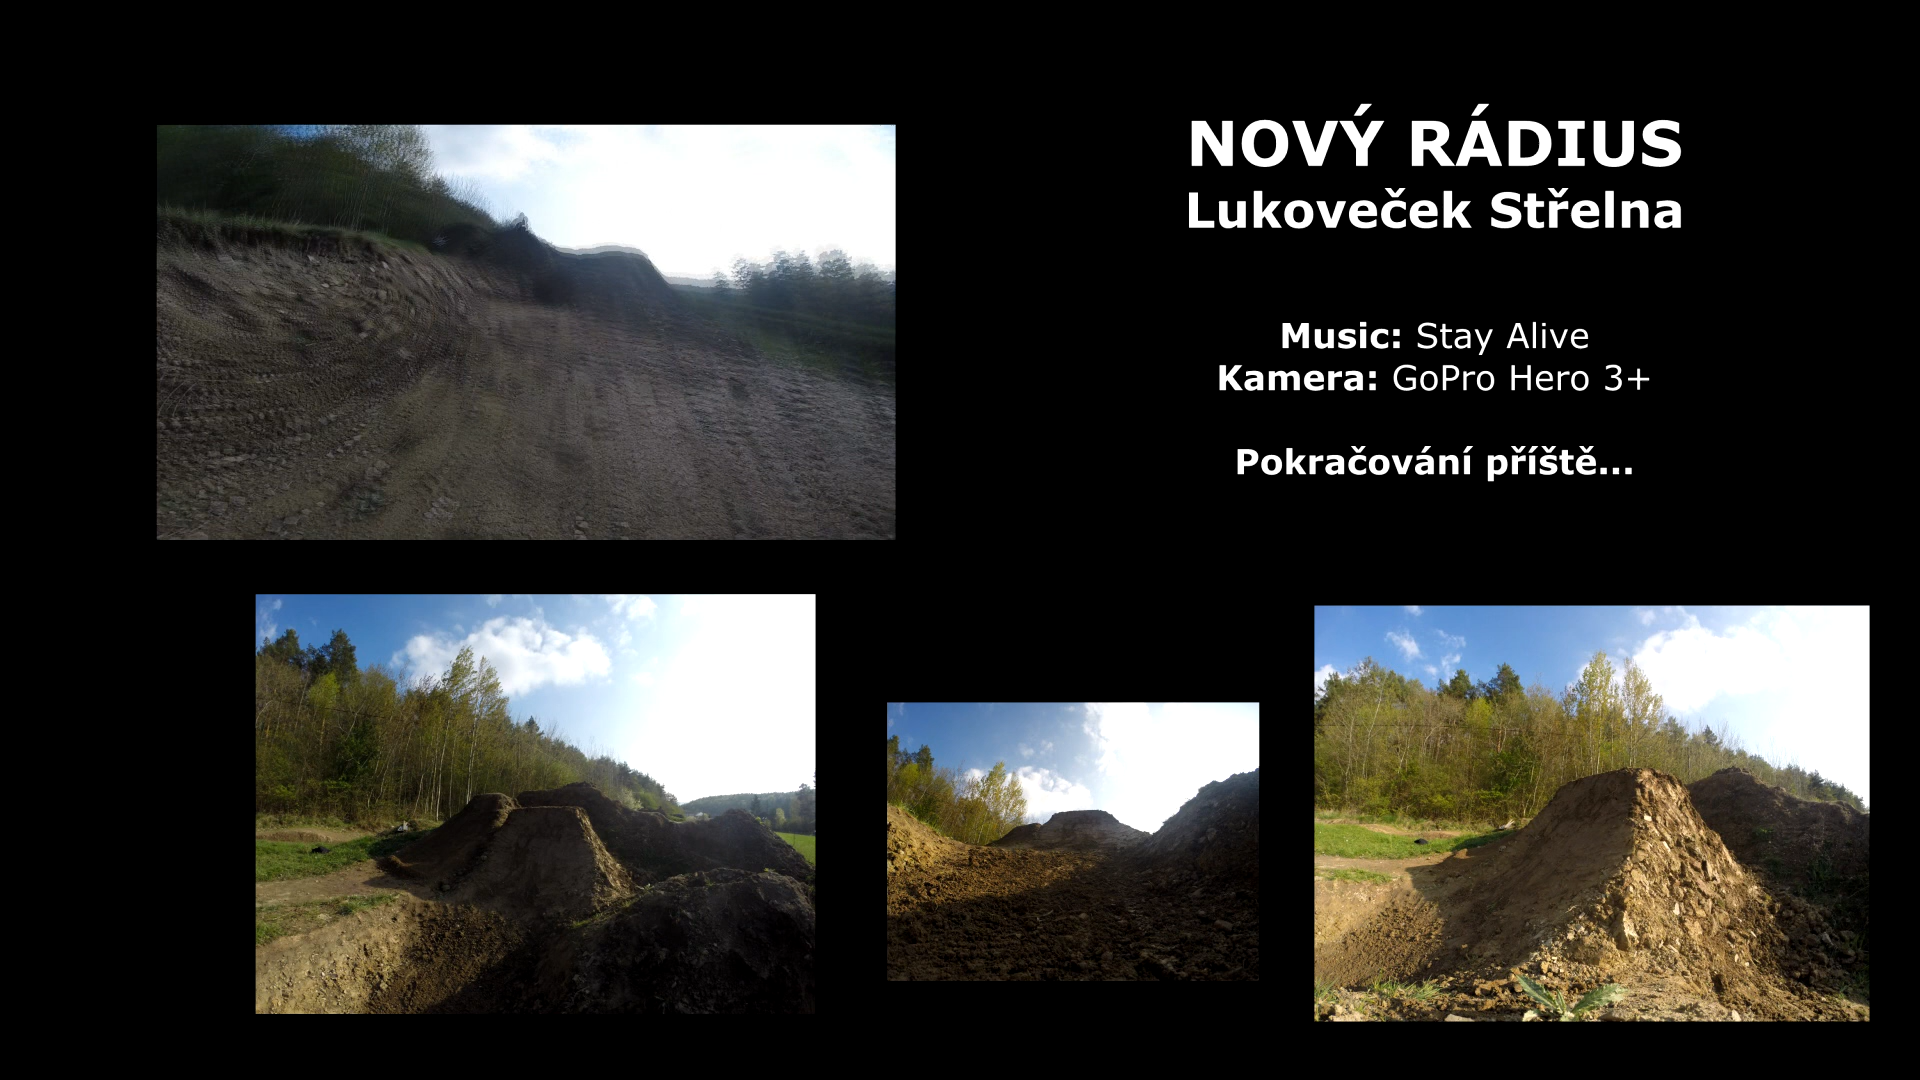 NOVÝ RÁDIUS
Lukoveček Střelna
Music: Stay Alive
Kamera: GoPro Hero 3+
Pokračování příště...